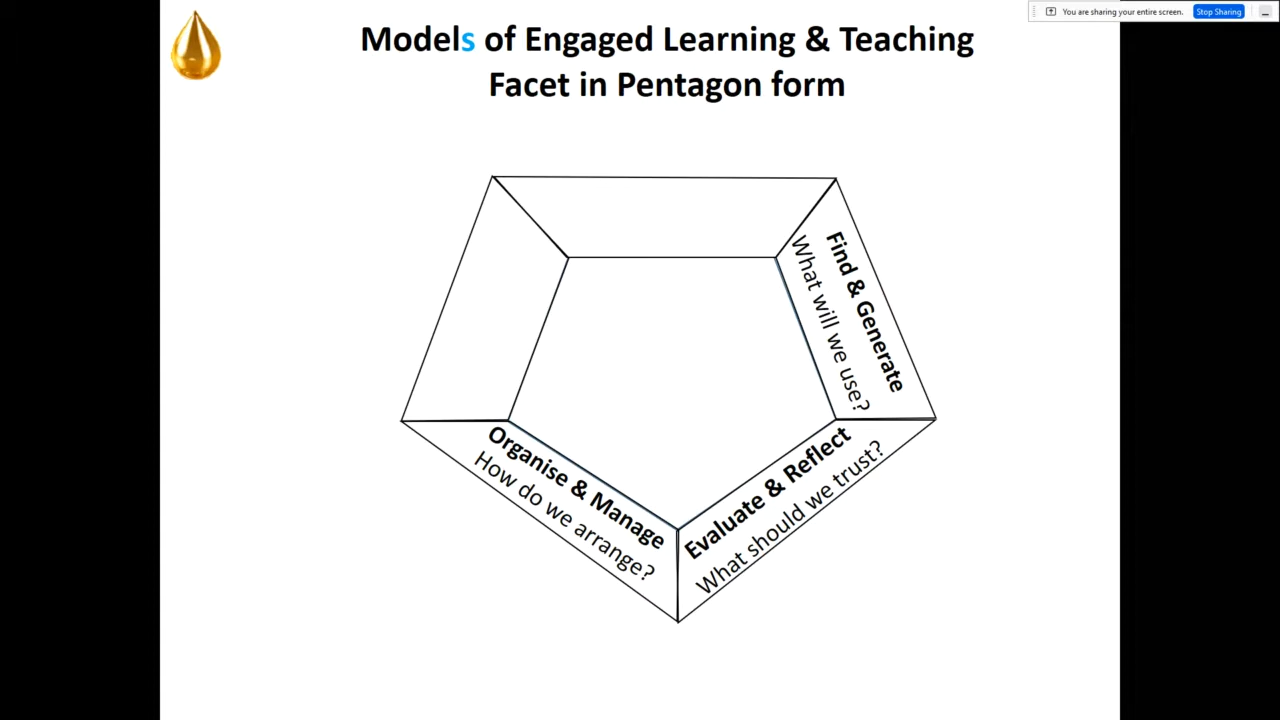 You are sharing your entire screen.
Stop Sharing
Models of Engaged Learning & Teaching
Facet in Pentagon form
Find & Generate
What will we use?
Evaluate & Reflect
What should we trust?
Organise & Manage
How do we arrange?